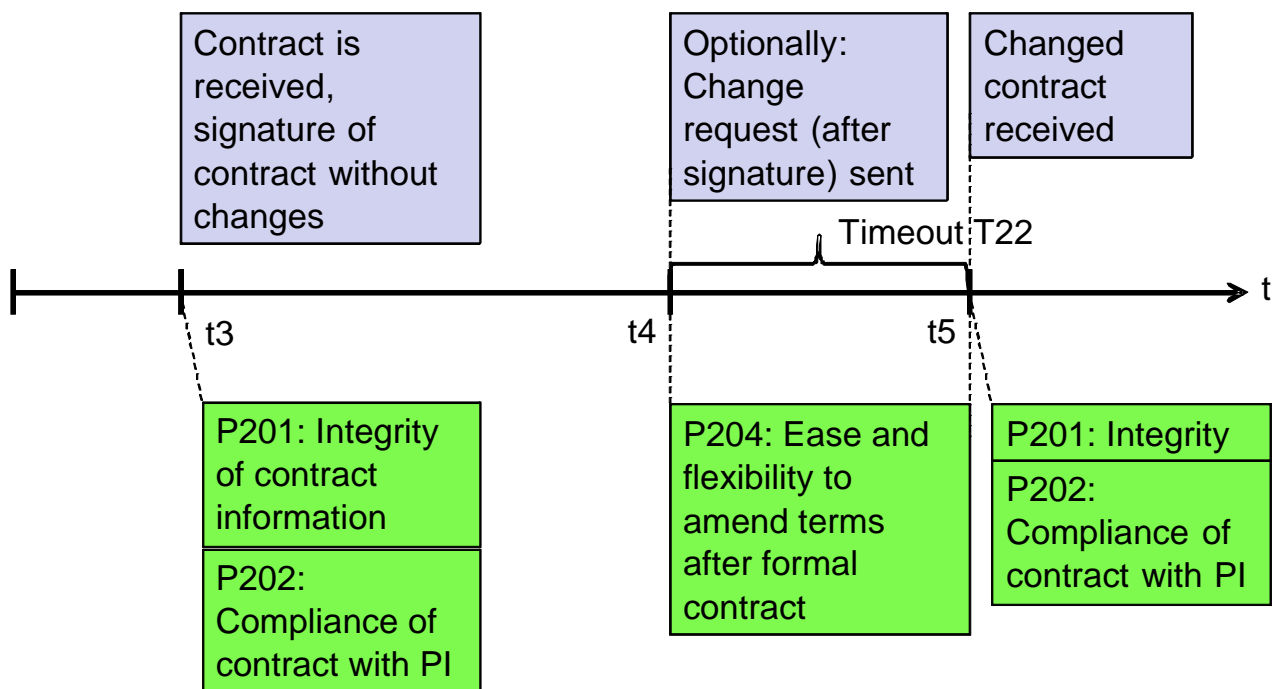 Contract is
received,
signature of
contract without
changes
Optionally:
Change
request (after
signature) sent
Changed
contract
received
Timeout T22
t
t3
t4
t5
P201: Integrity
of contract
information
P202:
Compliance of
contract with PI
P204: Ease and
flexibility to
amend terms
after formal
contract
P201: Integrity
P202:
Compliance of
contract with PI